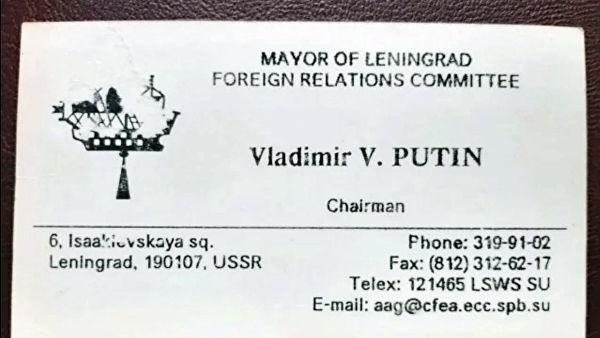 MAYOR OF LENINGRAD
FOREIGN RELATIONS COMMITTEE
Vladimir V. PUTIN
Chairman
6, Isaakievskaya sq.
Leningrad, 190107, USSR
Phone: 319-91-02
Fax: (812) 312-62-17
Telex: 121465 LSWS SU
E-mail: aag@cfea.ecc.spb.su